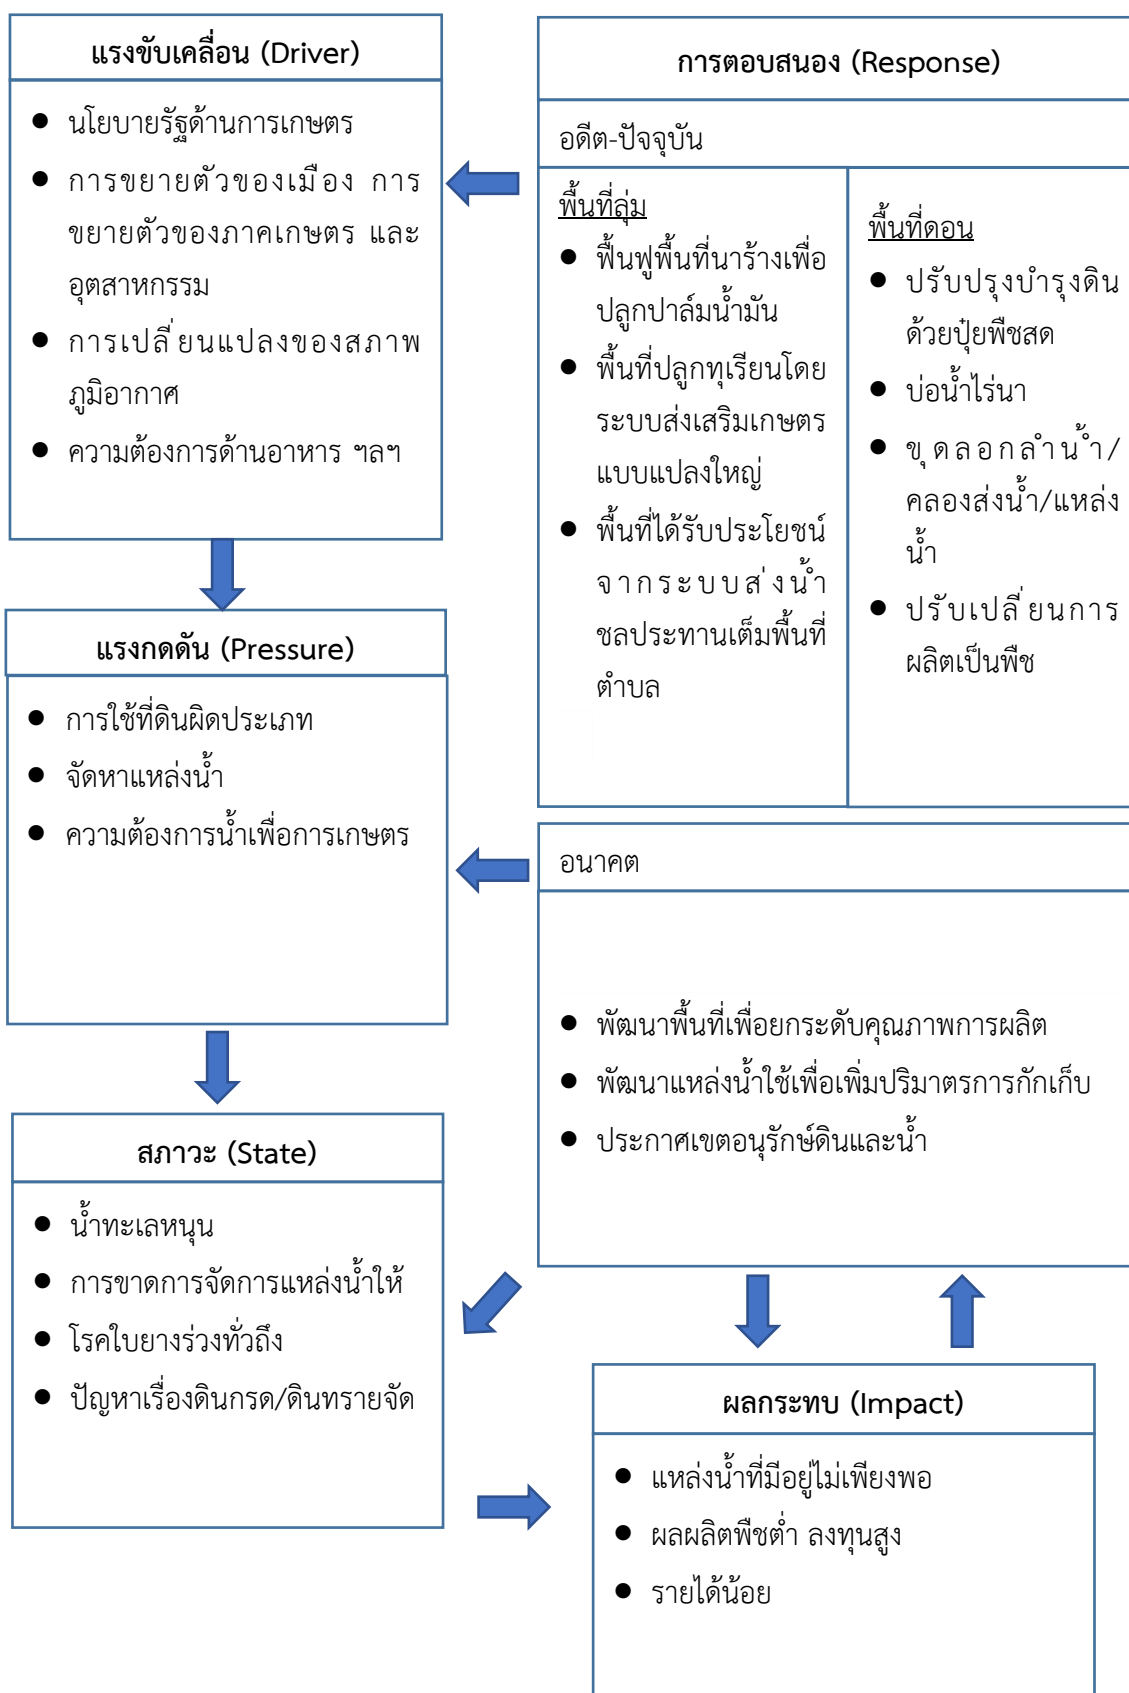 แรงขับเคลื่อน (Driver)
● นโยบายรัฐด้านการเกษตร
● การขยายตัวของเมือง การ
ขยายตัวของภาคเกษตร และ
อุตสาหกรรม
● การเปลี่ยนแปลงของสภาพ
ภูมิอากาศ
● ความต้องการด้านอาหาร ฯลฯ
การตอบสนอง (Response)
อดีต-ปัจจุบัน
พื้นที่ลุ่ม
● ฟื้นฟูพื้นที่นาร้างเพื่อ
ปลูกปาล์มน้ำมัน
● พื้นที่ปลูกทุเรียนโดย
ระบบส่งเสริมเกษตร
แบบแปลงใหญ่
● พื้นที่ได้รับประโยชน์
จากระบบส่งน้ำ
ชลประทานเต็มพื้นที่
ตำบล
พื้นที่ดอน
● ปรับปรุงบำรุงดิน
ด้วยปุ๋ยพืชสด
● บ่อน้ำไร่นา
● ขุดลอกลำน้ำ/
คลองส่งน้ำ/แหล่ง
น้ำ
● ปรับเปลี่ยนการ
ผลิตเป็นพืช
แรงกดดัน (Pressure)
● การใช้ที่ดินผิดประเภท
● จัดหาแหล่งน้ำ
● ความต้องการน้ำเพื่อการเกษตร
อนาคต
● พัฒนาพื้นที่เพื่อยกระดับคุณภาพการผลิต
● พัฒนาแหล่งน้ำใช้เพื่อเพิ่มปริมาตรการกักเก็บ
● ประกาศเขตอนุรักษ์ดินและน้ำ
สภาวะ (State)
● น้ำทะเลหนุน
● การขาดการจัดการแหล่งน้ำให้
● โรคใบยางร่วงทั่วถึง
● ปัญหาเรื่องดินกรด/ดินทรายจัด
ผลกระทบ (Impact)
● แหล่งน้ำที่มีอยู่ไม่เพียงพอ
● ผลผลิตพืชต่ำ ลงทุนสูง
● รายได้น้อย